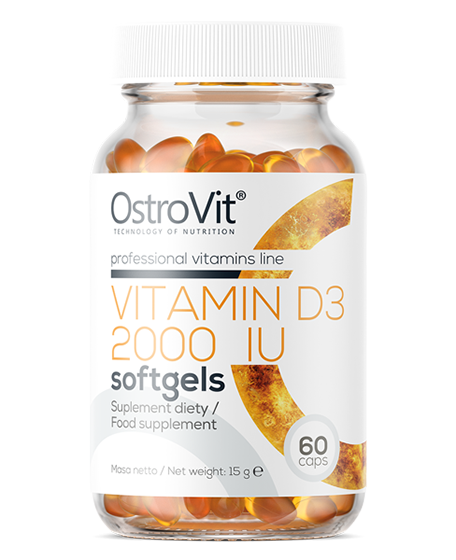 OstroVit®
TECHNOLOGY OF NUTRITION
professional vitamins line
VITAMIN D3
2000 IU
softgels
Suplement diety /
Food supplement
60
caps
Masa netto / Net weight: 15 g ℮